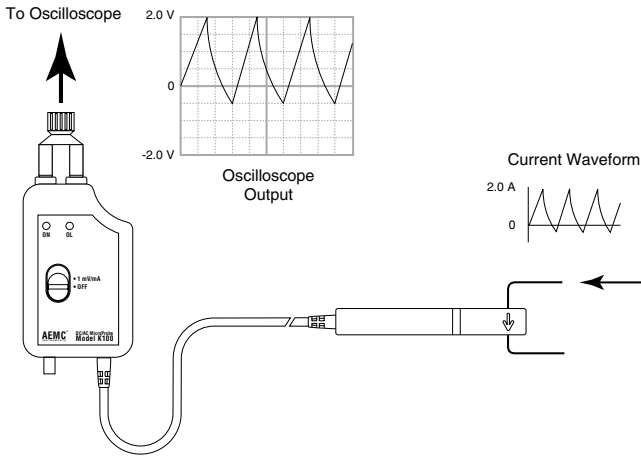 To Oscilloscope
2.0 V
0
-2.0 V
Oscilloscope
Output
Current Waveform
2.0 A
0
ON OL
• 1 mV/mA
• OFF
AEMC®
DC/AC MicroProbe
Model K100